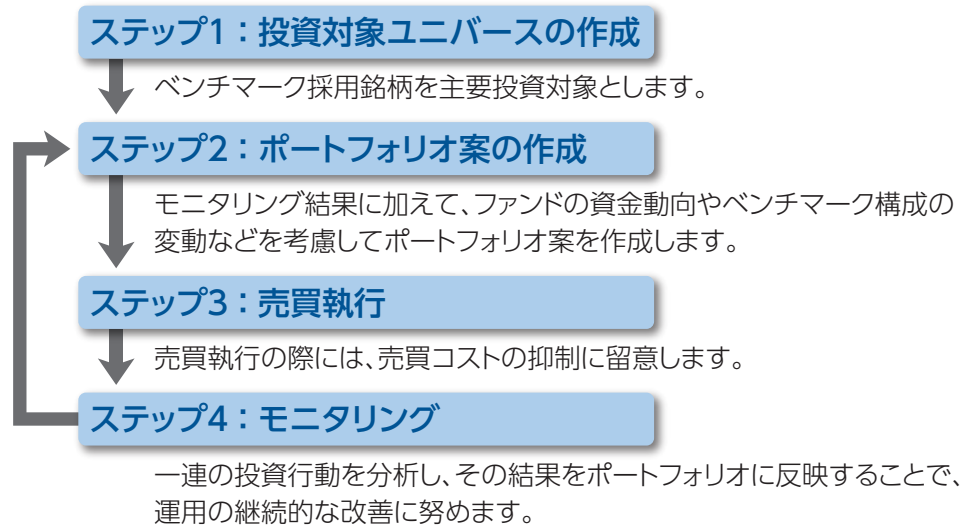 ステップ1：投資対象ユニバースの作成
ベンチマーク採用銘柄を主要投資対象とします。
ステップ2：ポートフォリオ案の作成
モニタリング結果に加えて、ファンドの資金動向やベンチマーク構成の
変動などを考慮してポートフォリオ案を作成します。
ステップ3：売買執行
売買執行の際には、売買コストの抑制に留意します。
ステップ4：モニタリング
一連の投資行動を分析し、その結果をポートフォリオに反映することで、
運用の継続的な改善に努めます。